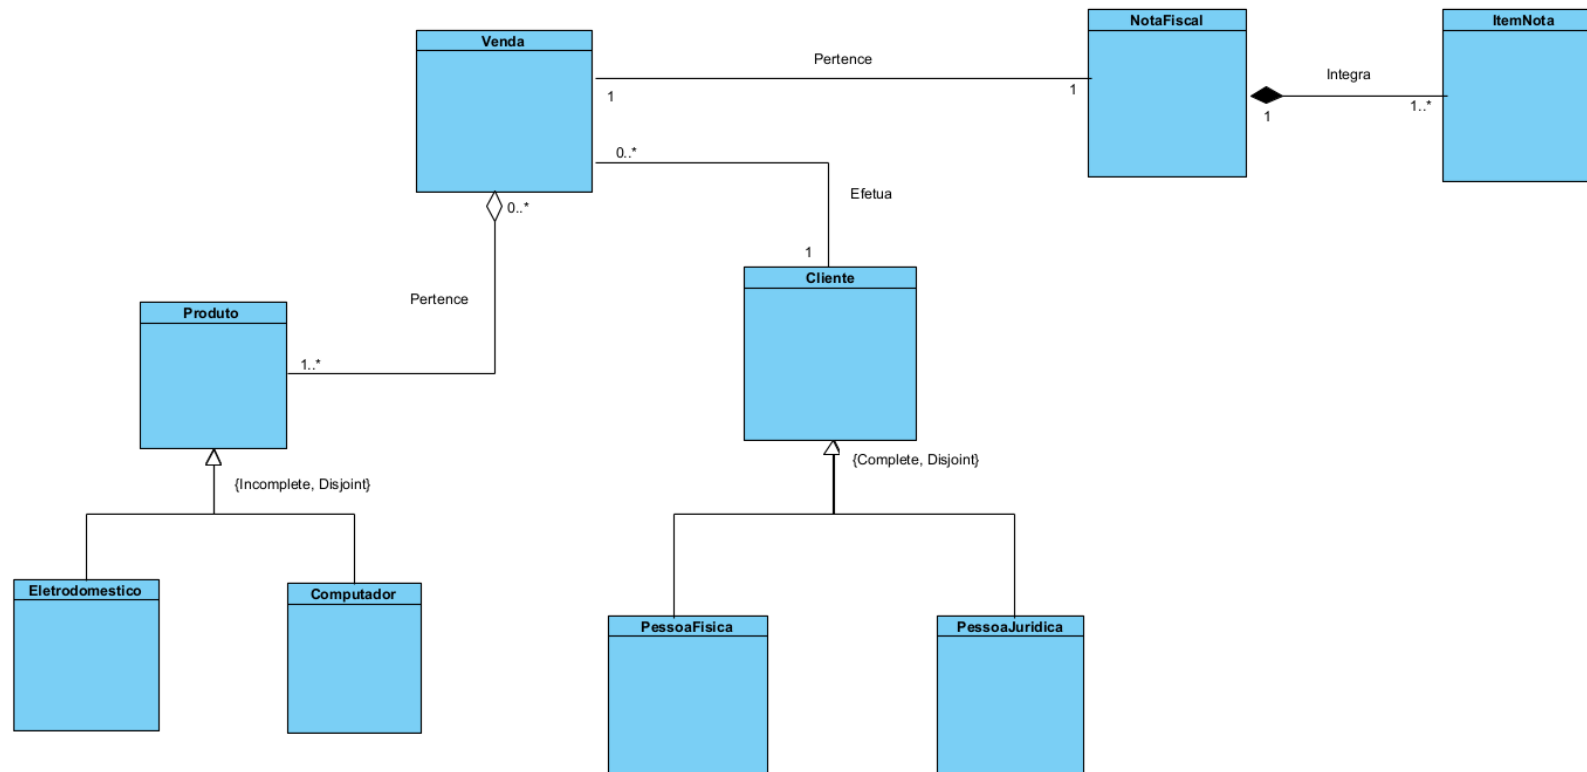 NotaFiscal
ItemNota
Venda
Pertence
Integra
1
1
1
1..*
0..*
Efetua
0..*
1
Cliente
Pertence
Produto
1..*
{Complete, Disjoint}
{Incomplete, Disjoint}
Eletrodomestico
Computador
PessoaFisica
PessoaJuridica